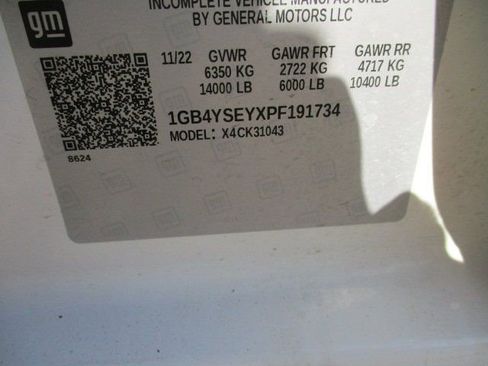 INCOMPLETE VEHICLE MANUFACTURED
BY GENERAL MOTORS LLC
gm
11/22 GVWR GAWR FRT GAWR RR
6350 KG 2722 KG 4717 KG
14000 LB 6000 LB 10400 LB
1GB4YSEYXPF191734
MODEL: X4CK31043
8624